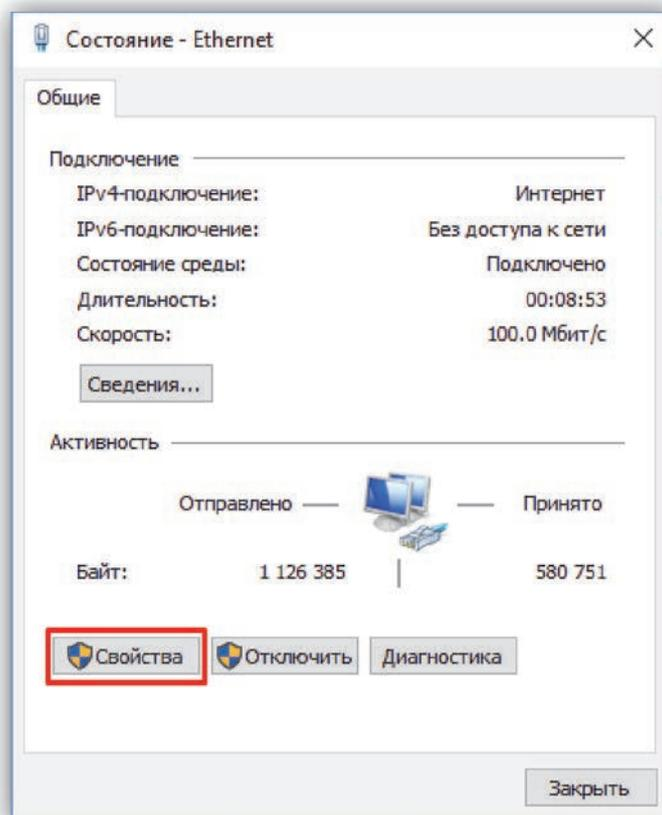 Состояние - Ethernet
Общие
Подключение
IPv4-подключение: Интернет
IPv6-подключение: Без доступа к сети
Состояние среды: Подключено
Длительность: 00:08:53
Скорость: 100.0 Мбит/с
Сведения...
Активность
Отправлено — Принято
Байт: 1 126 385 580 751
Свойства Отключить Диагностика
Закрыть